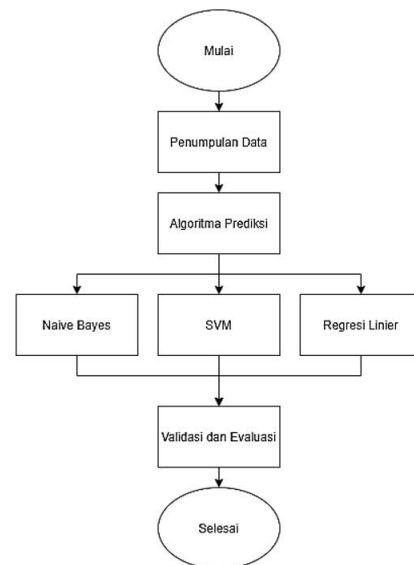 Mulai
Penumpulan Data
Algoritma Prediksi
Naive Bayes
SVM
Regresi Linier
Validasi dan Evaluasi
Selesai